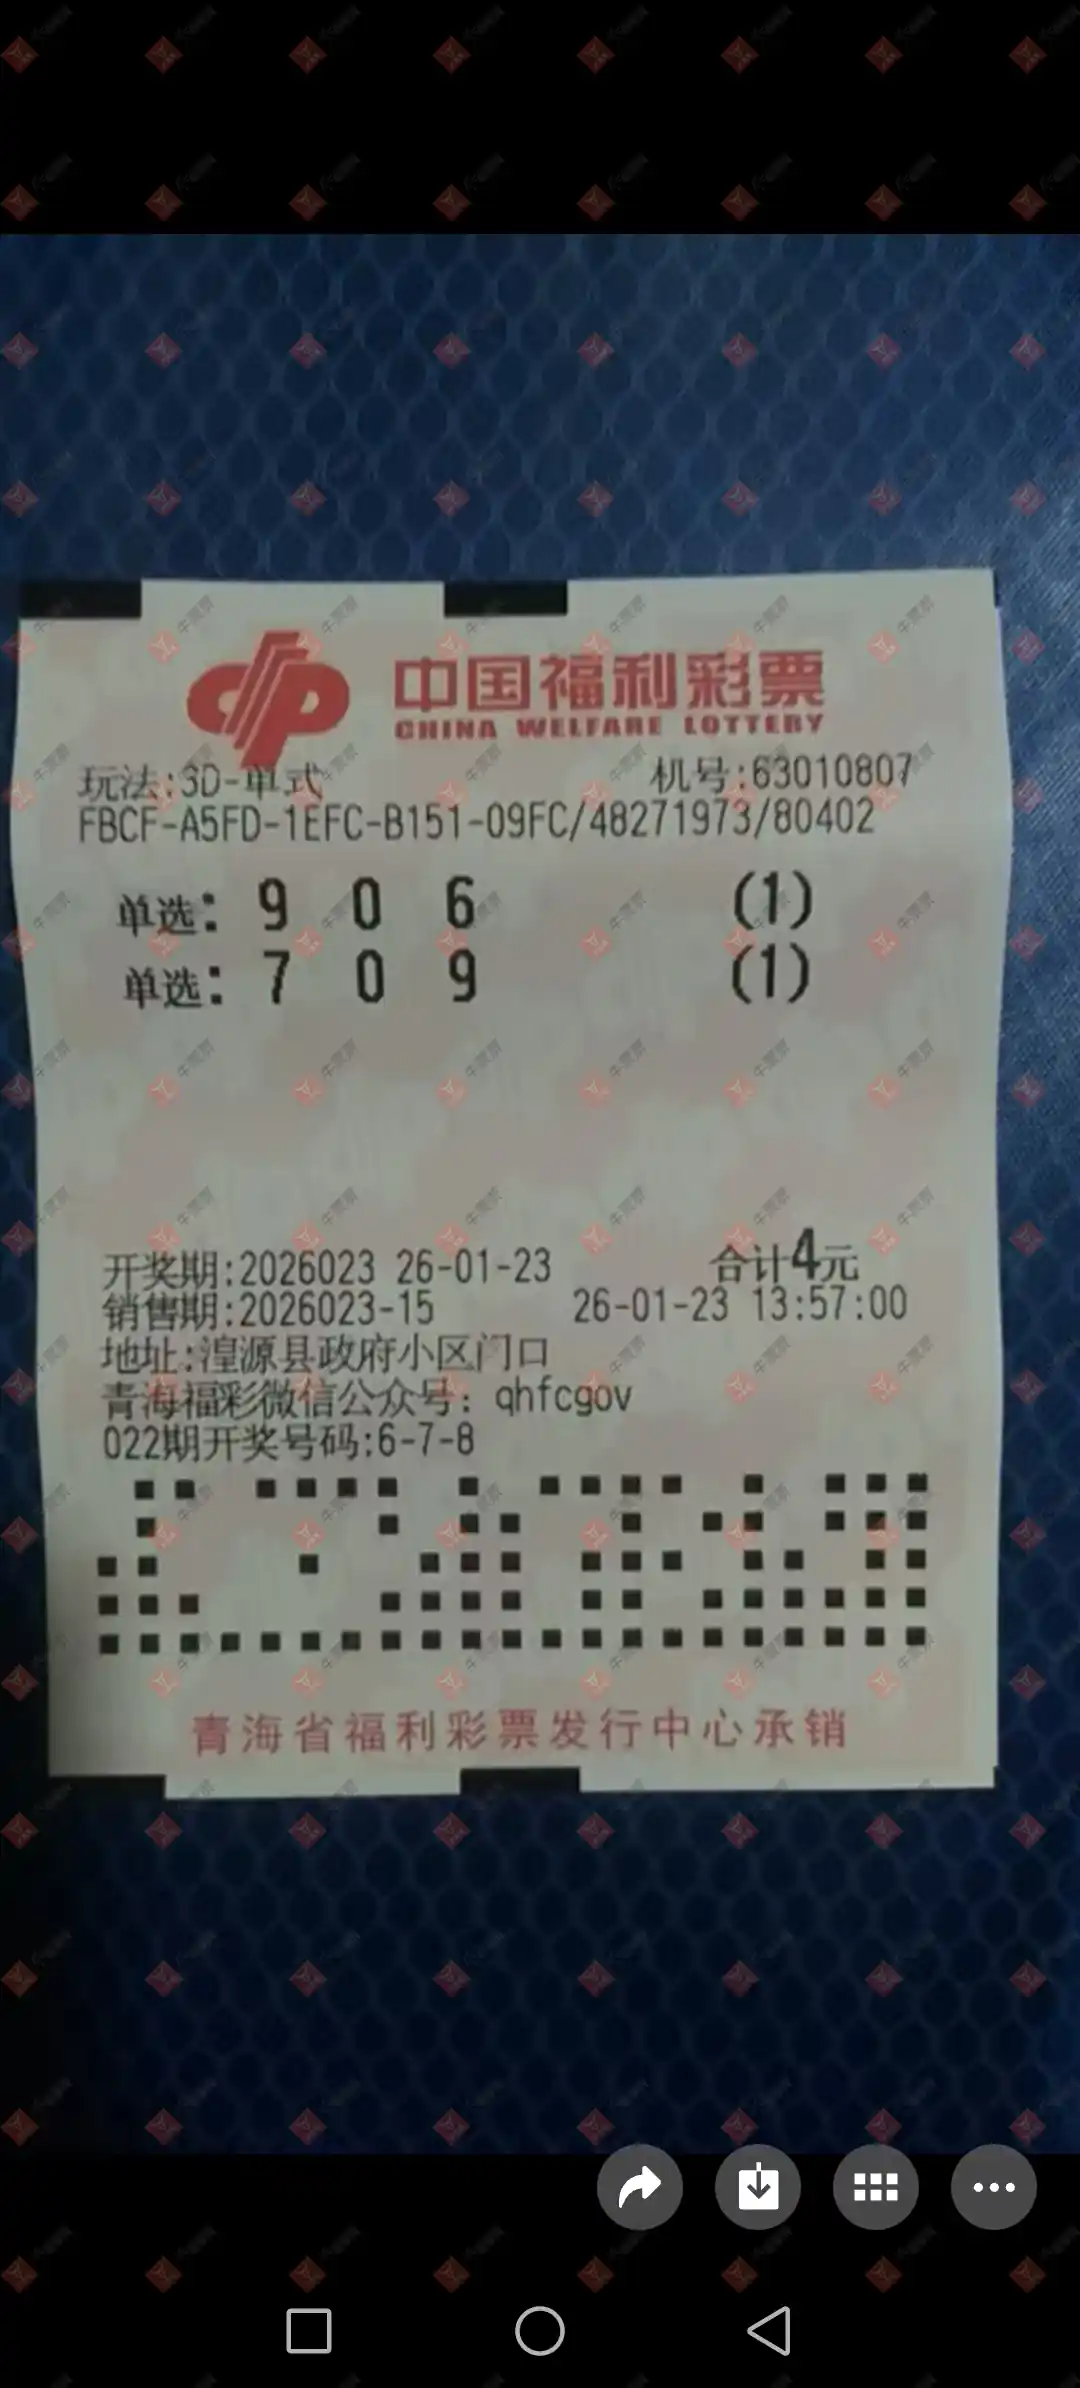 中国福利彩票
CHINA WELFARE LOTTERY
玩法:3D-单式 机号:63010807
FBCF-A5FD-1EFC-B151-09FC/48271973/80402
单选: 9 0 6 (1)
单选: 7 0 9 (1)
开奖期:2026023 26-01-23 合计4元
销售期:2026023-15 26-01-23 13:57:00
地址:湟源县政府小区门口
青海福彩微信公众号: qhfcgov
022期开奖号码:6-7-8
青海省福利彩票发行中心承销